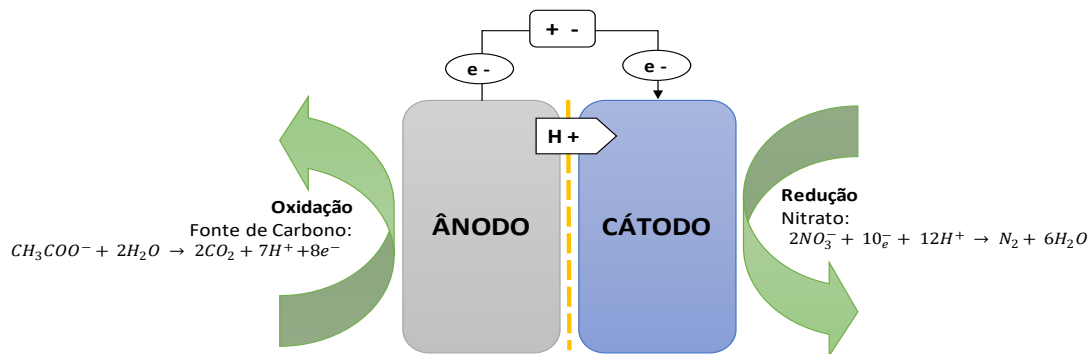 + -
e -
e -
H +
ÂNODO
CÁTODO
Oxidação
Fonte de Carbono:
CH₃COO⁻ + 2H₂O → 2CO₂ + 7H⁺ +8e⁻
Redução
Nitrato:
2NO₃⁻ + 10ₑ⁻ + 12H⁺ → N₂ + 6H₂O